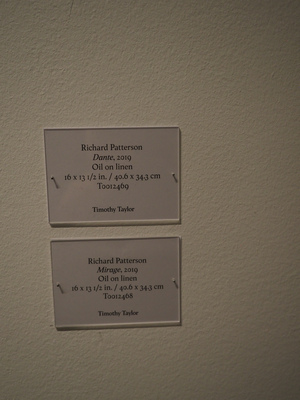 Richard Patterson
Dante, 2019
Oil on linen
16 x 13 1/2 in. / 40.6 x 34.3 cm
T0012469
Timothy Taylor
Richard Patterson
Mirage, 2019
Oil on linen
16 x 13 1/2 in. / 40.6 x 34.3 cm
T0012468
Timothy Taylor